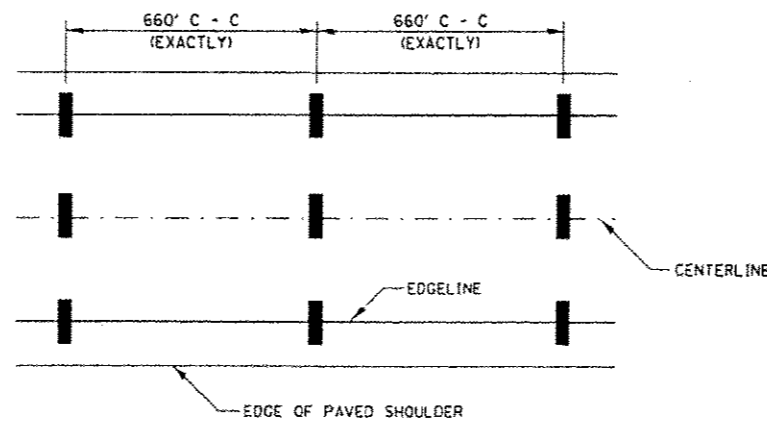 660' C - C
(EXACTLY)
660' C - C
(EXACTLY)
CENTERLINE
EDGELINE
EDGE OF PAVED SHOULDER